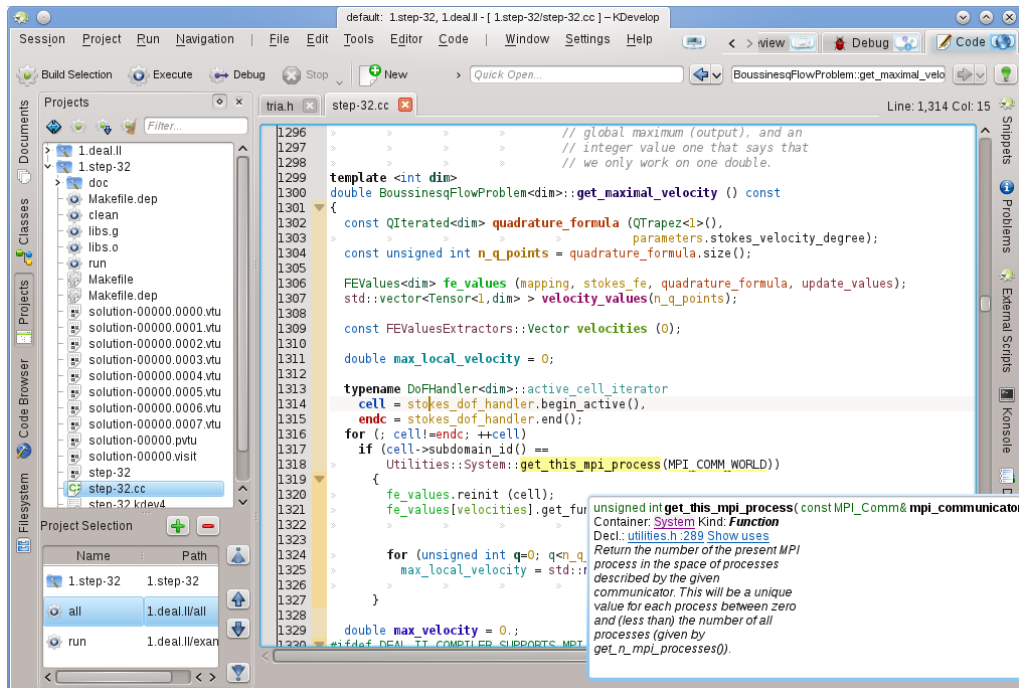 default: 1.step-32, 1.deal.II - [ 1.step-32/step-32.cc ] – KDevelop
Session Project Run Navigation | File Edit Tools Editor Code | Window Settings Help
< > Debug Code
Build Selection Execute Debug Stop New > Quick Open... BoussinesqFlowProblem::get_maximal_velo
Projects
Filter...
1.deal.II
1.step-32
doc
Makefile.dep
clean
libs.g
libs.o
run
Makefile
Makefile.dep
solution-00000.0000.vtu
solution-00000.0001.vtu
solution-00000.0002.vtu
solution-00000.0003.vtu
solution-00000.0004.vtu
solution-00000.0005.vtu
solution-00000.0006.vtu
solution-00000.0007.vtu
solution-00000.pvtu
solution-00000.visit
step-32
step-32.cc
step-32.kdev4
Project Selection
Name Path
1.step-32 1.step-32
all 1.deal.II/all
run 1.deal.II/exan
Documents
Classes
Projects
Code Browser
Filesystem
tria.h step-32.cc
Line: 1,314 Col: 15
1296 // global maximum (output), and an
1297 // integer value one that says that
1298 // we only work on one double.
1299 template <int dim>
1300 double BoussinesqFlowProblem<dim>::get_maximal_velocity () const
1301 {
1302 const QIterated<dim> quadrature_formula (QTrapez<1>(),
1303 parameters.stokes_velocity_degree);
1304 const unsigned int n_q_points = quadrature_formula.size();
1305
1306 FEValues<dim> fe_values (mapping, stokes_fe, quadrature_formula, update_values);
1307 std::vector<Tensor<1,dim> > velocity_values(n_q_points);
1308
1309 const FEValuesExtractors::Vector velocities (0);
1310
1311 double max_local_velocity = 0;
1312
1313 typename DoFHandler<dim>::active_cell_iterator
1314 cell = stokes_dof_handler.begin_active(),
1315 endc = stokes_dof_handler.end();
1316 for (; cell!=endc; ++cell)
1317 if (cell->subdomain_id() ==
1318 Utilities::System::get_this_mpi_process(MPI_COMM_WORLD))
1319 {
1320 fe_values.reinit (cell);
1321 fe_values[velocities].get_fun
1322
1323
1324 for (unsigned int q=0; q<n_q_
1325 max_local_velocity = std::
1326
1327 }
1328
1329 double max_velocity = 0.;
1330 #ifdef DEAL_II_COMPILER_SUPPORTS_MPI
unsigned int get_this_mpi_process( const MPI_Comm& mpi_communicator
Container: System Kind: Function
Decl.: utilities.h :289 Show uses
Return the number of the present MPI
process in the space of processes
described by the given
communicator. This will be a unique
value for each process between zero
and (less than) the number of all
processes (given by
get_n_mpi_processes()).
Snippets
Problems
External Scripts
Konsole